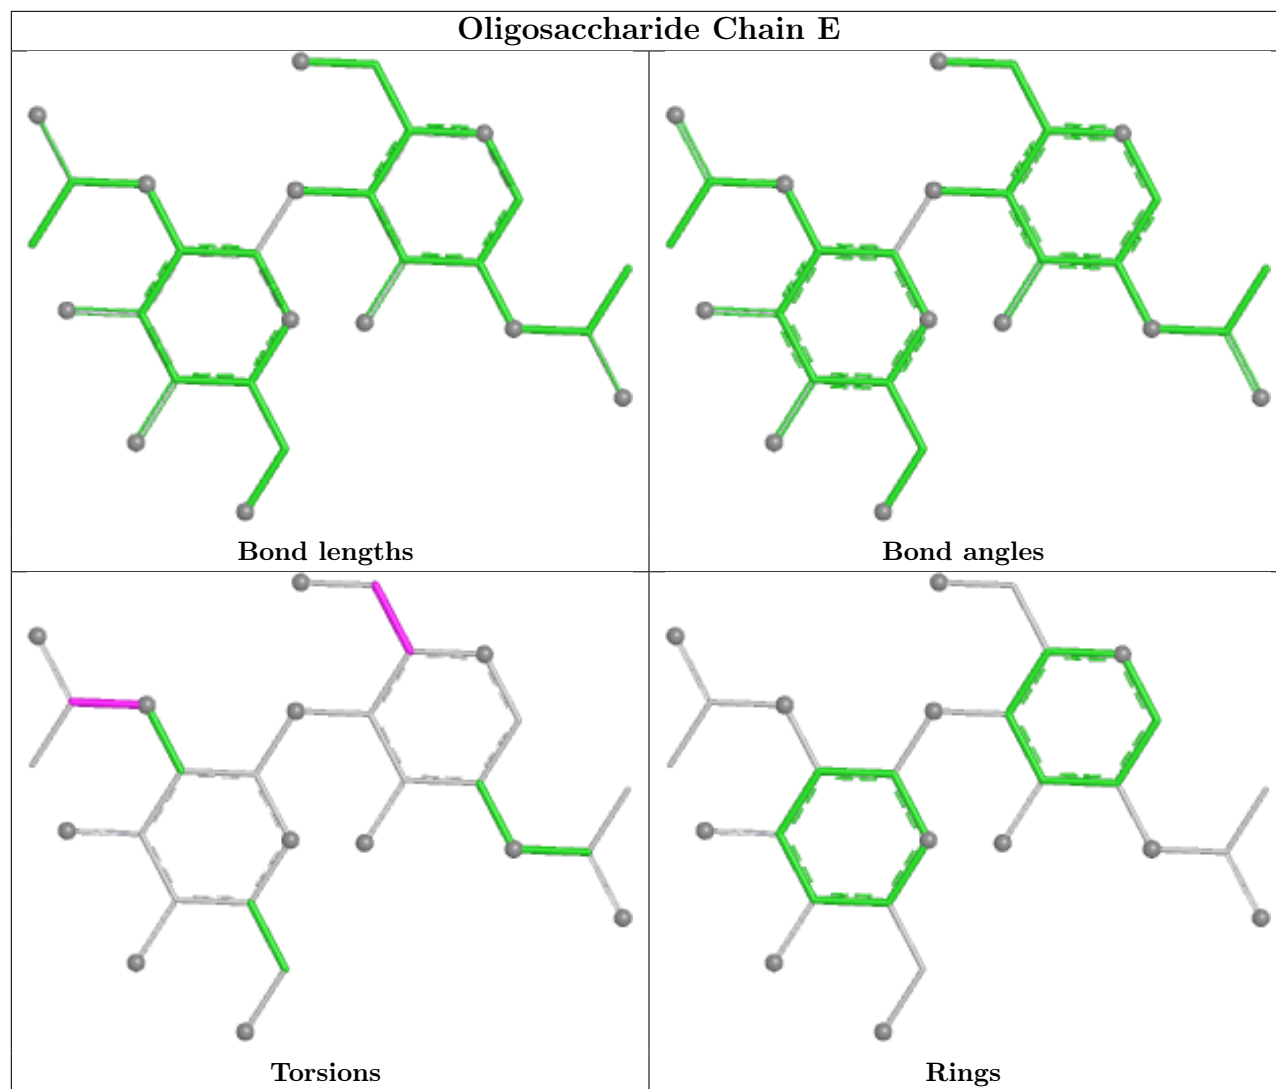 Oligosaccharide Chain E
Bond lengths
Bond angles
Torsions
Rings